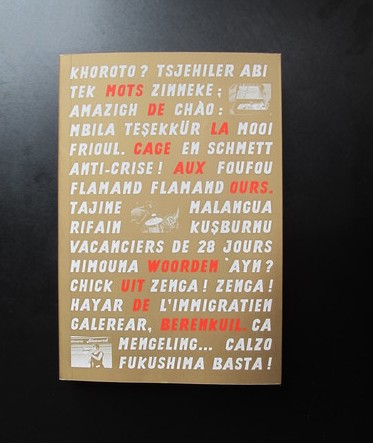 KHOROTO? TSJEHILER ABI
TEK MOTS ZINNEKE;
AMAZIGH DE CHÀO:
MBILA TEŞEKKÜR LA MOOI
FRIOUL. CAGE EN SCHMETT
ANTI-CRISE! AUX FOUFOU
FLAMAND FLAMAND OURS.
TAJINE MALANGUA
RIFAIN KUŞBURNU
VACANCIERS DE 28 JOURS
MIMOUNA WOORDEN `AYN?
CHICK UIT ZENGA! ZENGA!
HAYAR DE L'IMMIGRATIEN
GALEREAR, BERENKUIL. CA
MENGELING... CALZO
FUKUSHIMA BASTA!